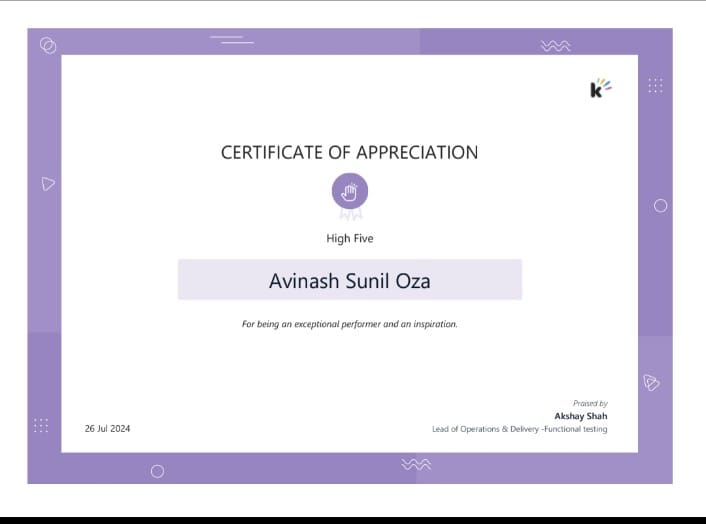 k
CERTIFICATE OF APPRECIATION
High Five
Avinash Sunil Oza
For being an exceptional performer and an inspiration.
Praised by
Akshay Shah
26 Jul 2024
Lead of Operations & Delivery -Functional testing